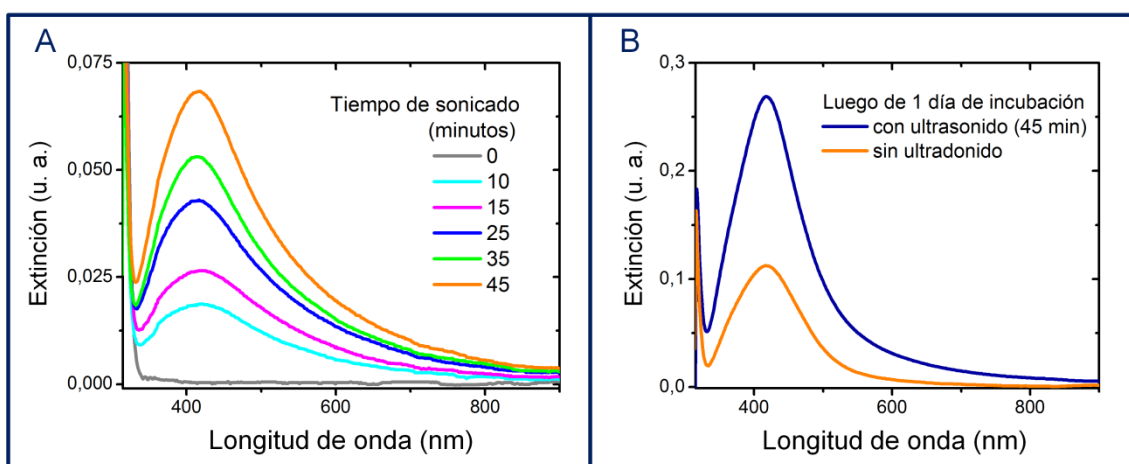 A
0,075
0,050
0,025
0,000
Extinción (u. a.)
Tiempo de sonicado
(minutos)
0
10
15
25
35
45
400
600
800
Longitud de onda (nm)
B
0,3
0,2
0,1
0,0
Extinción (u. a.)
Luego de 1 día de incubación
con ultrasonido (45 min)
sin ultradonido
400
600
800
Longitud de onda (nm)